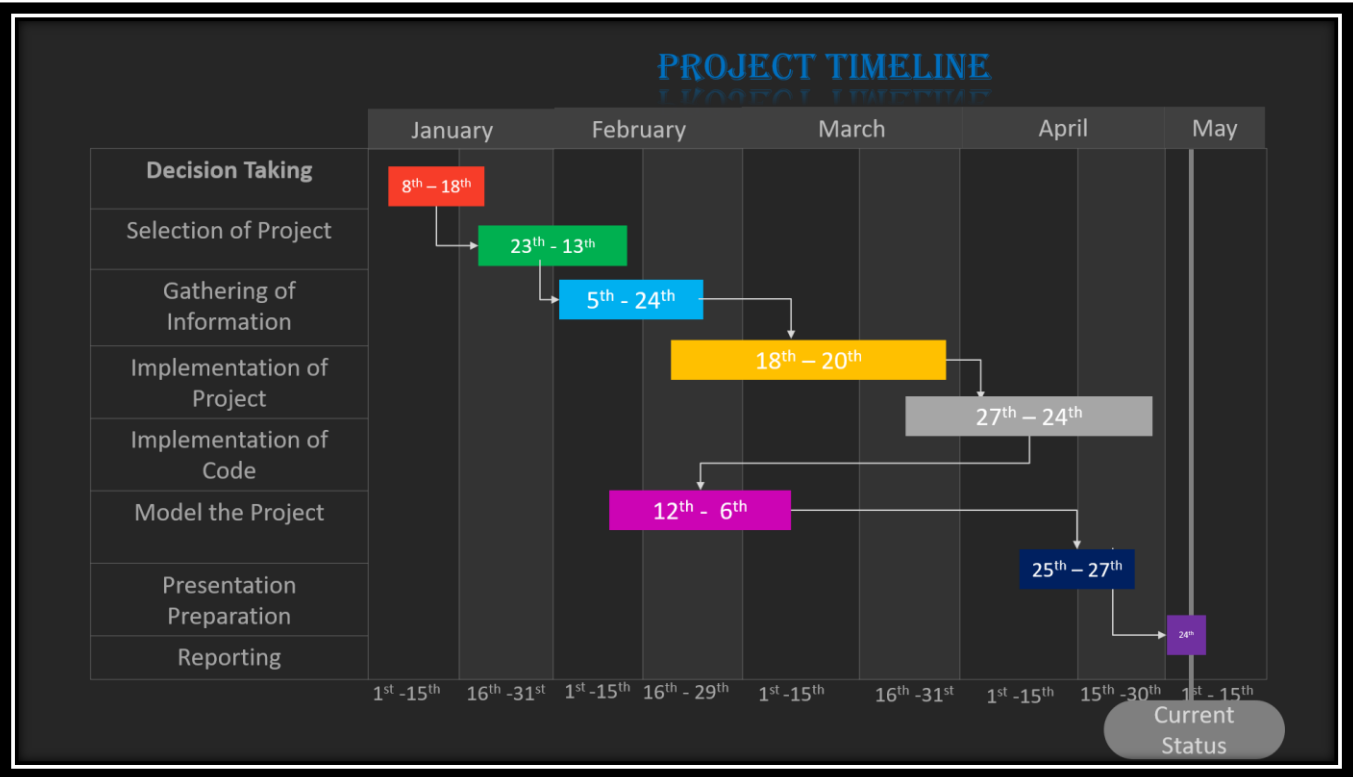 PROJECT TIMELINE
January February March April May
Decision Taking
8th – 18th
Selection of Project
23th - 13th
Gathering of
Information
5th - 24th
Implementation of
Project
18th – 20th
Implementation of
Code
27th – 24th
Model the Project
12th - 6th
Presentation
Preparation
25th – 27th
Reporting
24th
1st -15th 16th -31st 1st -15th 16th - 29th 1st -15th 16th -31st 1st -15th 15th -30th 1st - 15th
Current
Status